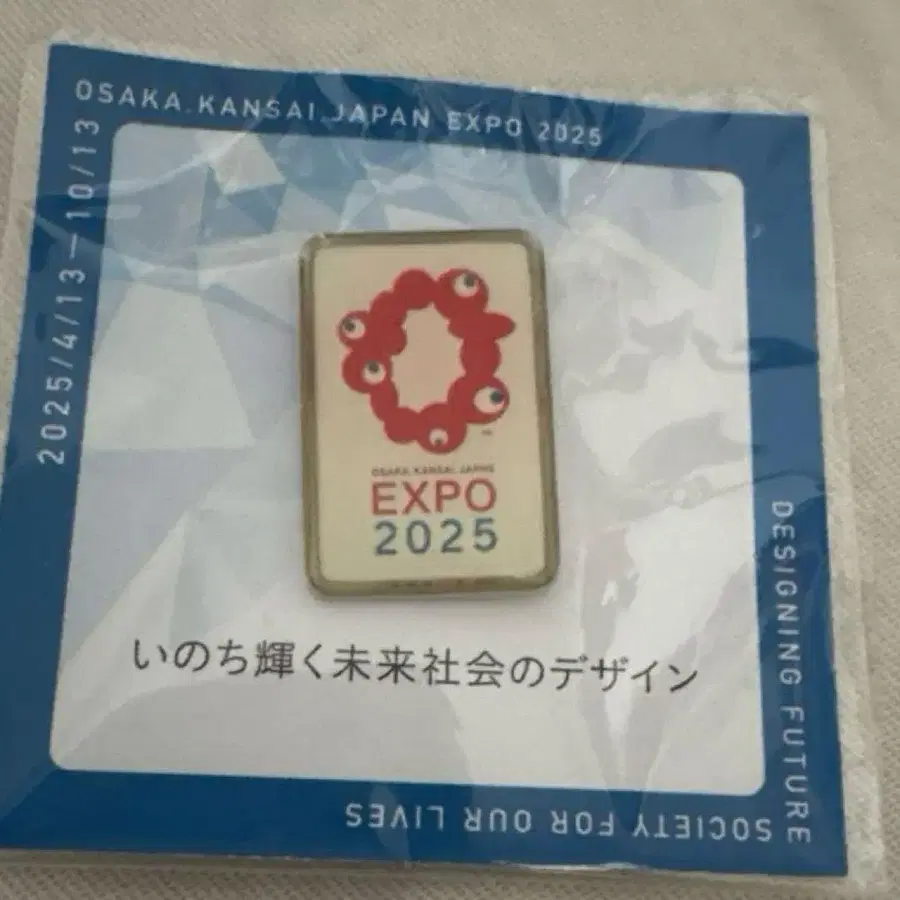 OSAKA.KANSAI.JAPAN EXPO 2025
2025/4/13—10/13
OSAKA, KANSAI, JAPAN
EXPO
2025
いのち輝く未来社会のデザイン
DESIGNING FUTURE
SOCIETY FOR OUR LIVES